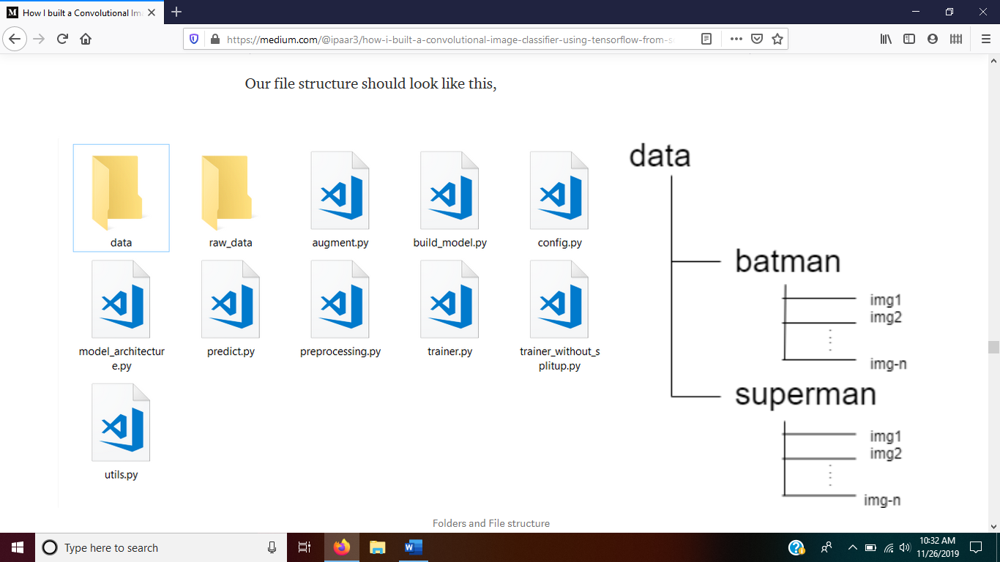 How I built a Convolutional Im
https://medium.com/@ipaar3/how-i-built-a-convolutional-image-classifier-using-tensorflow-from-s
Our file structure should look like this,
data
raw_data
augment.py
build_model.py
config.py
model_architectur
e.py
predict.py
preprocessing.py
trainer.py
trainer_without_s
plitup.py
utils.py
data
batman
img1
img2
img-n
superman
img1
img2
img-n
Folders and File structure
Type here to search
10:32 AM
11/26/2019